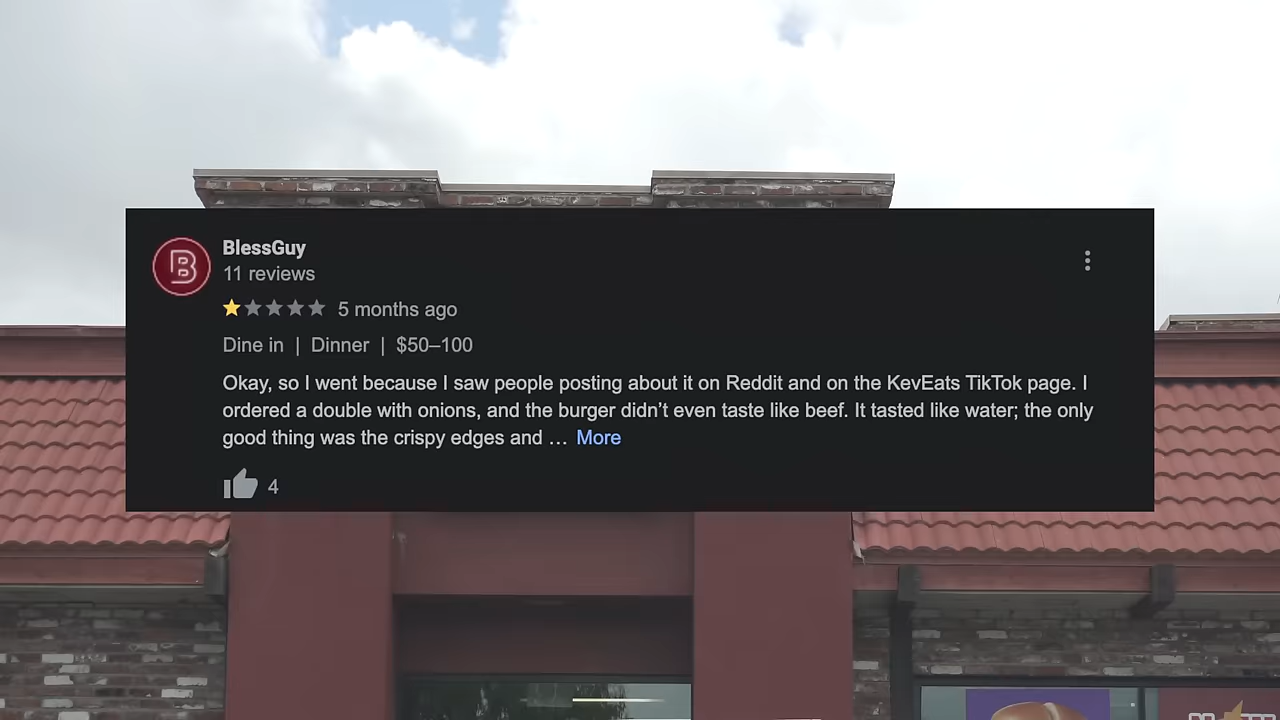 BlessGuy
11 reviews
5 months ago
Dine in | Dinner | $50–100
Okay, so I went because I saw people posting about it on Reddit and on the KevEats TikTok page. I
ordered a double with onions, and the burger didn’t even taste like beef. It tasted like water; the only
good thing was the crispy edges and … More
4